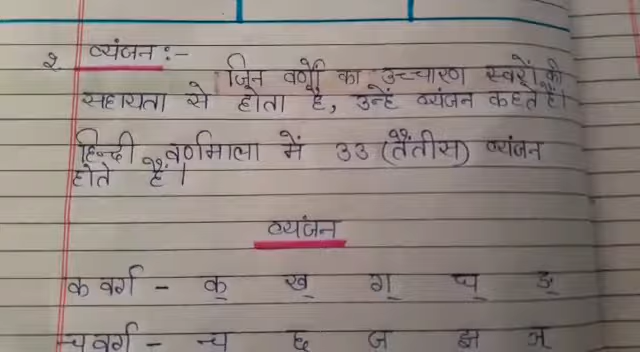 २. व्यंजन :-
जिन वर्णों का उच्चारण स्वरों की
सहायता से होता है, उन्हें व्यंजन कहते हैं।
हिन्दी वर्णमाला में ३३ (तैंतीस) व्यंजन
होते हैं।
व्यंजन
क वर्ग - क् ख् ग् घ् ङ्
च वर्ग - च छ ज झ ञ